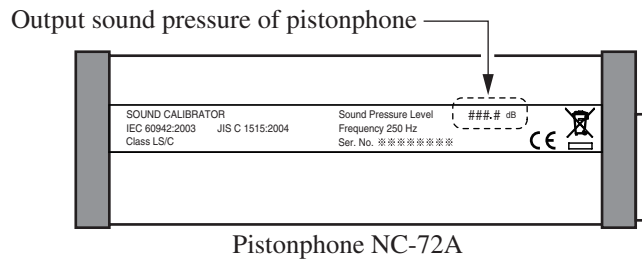 Output sound pressure of pistonphone
SOUND CALIBRATOR
IEC 60942:2003 JIS C 1515:2004
Class LS/C
Sound Pressure Level ###.# dB
Frequency 250 Hz
Ser. No. ※※※※※※※※
CE
Pistonphone NC-72A